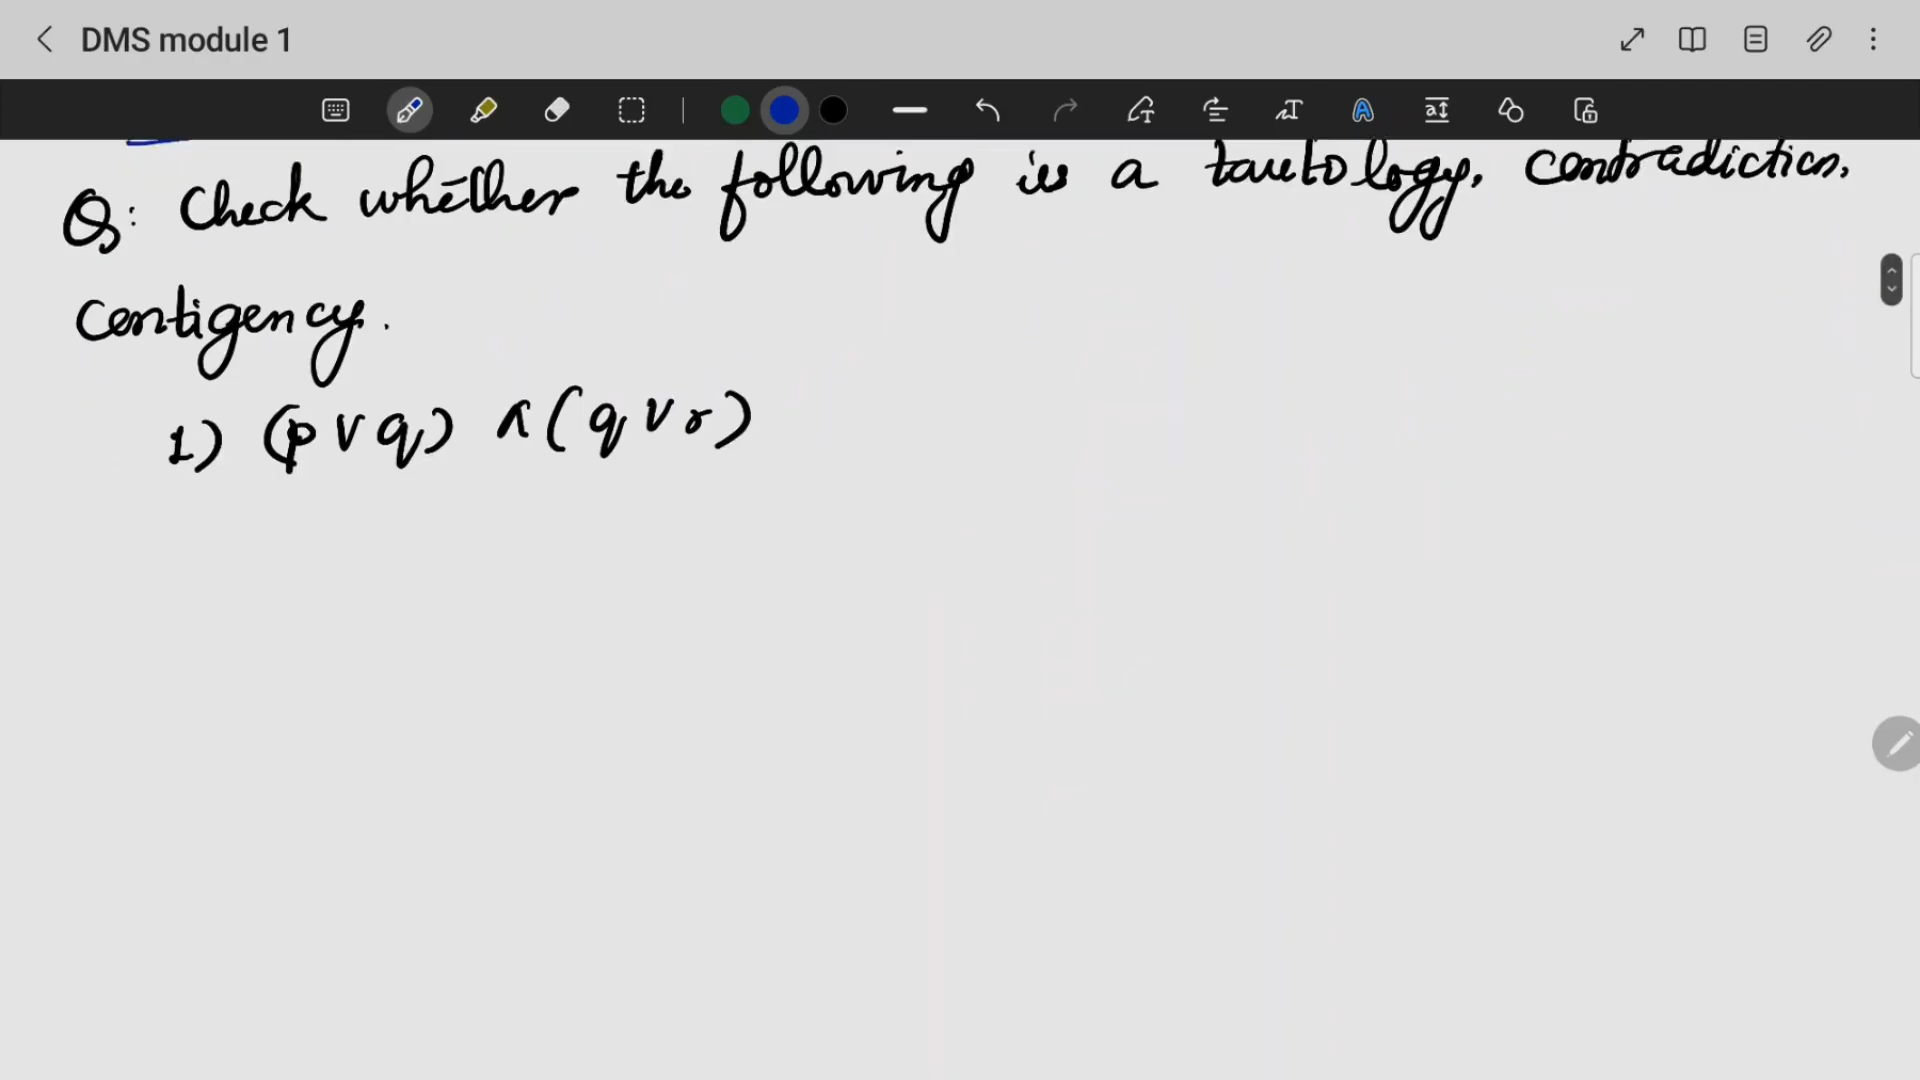 DMS module 1
Q: Check whether the following is a tautology, contradiction,
contigency.
1) (p ∨ q) ∧ (q ∨ r)